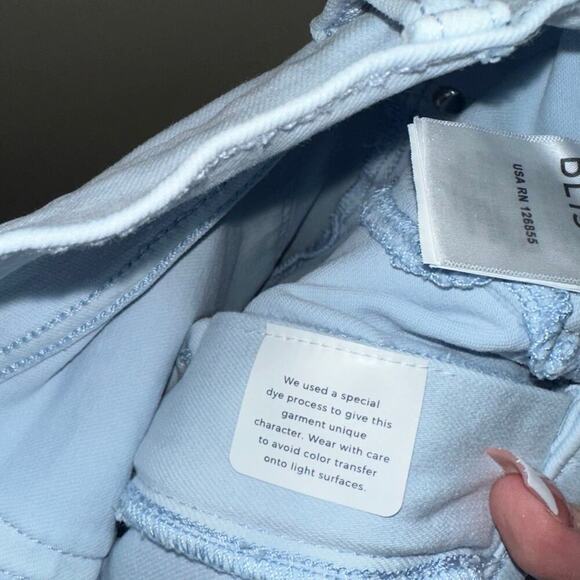 USA RN 126855
We used a special
dye process to give this
garment unique
character. Wear with care
to avoid color transfer
onto light surfaces.